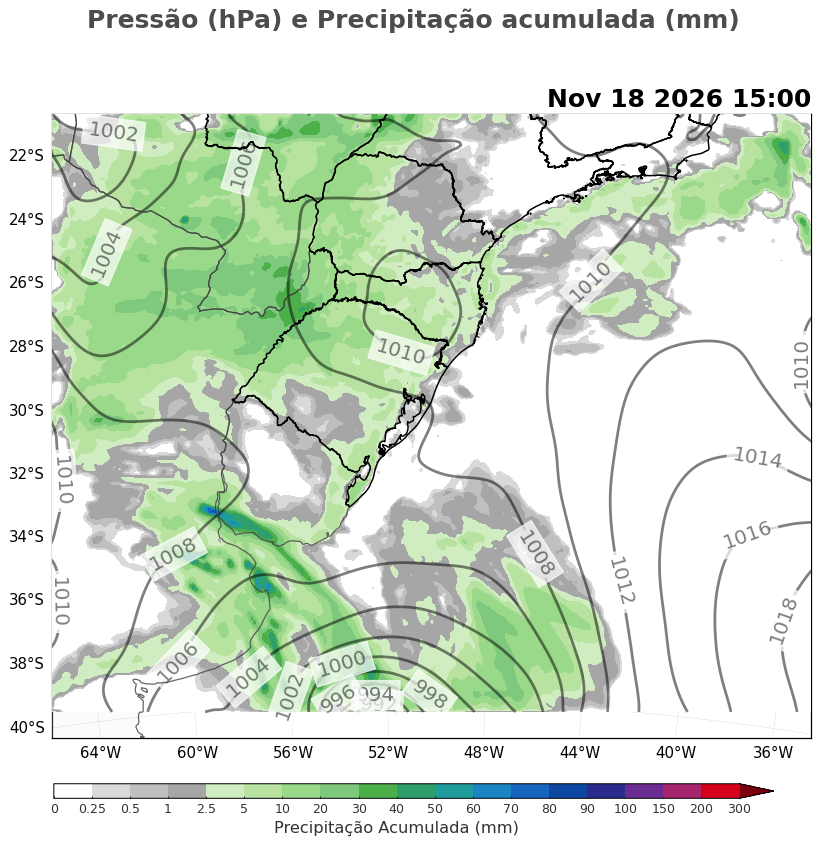 Pressão (hPa) e Precipitação acumulada (mm)
Nov 18 2026 15:00
1002
1006
1004
1010
1010
1010
1010
1010
1014
1016
1018
1012
1008
1008
1006
1004
1002
1000
996
994
998
22°S
24°S
26°S
28°S
30°S
32°S
34°S
36°S
38°S
40°S
64°W 60°W 56°W 52°W 48°W 44°W 40°W 36°W
0 0.25 0.5 1 2.5 5 10 20 30 40 50 60 70 80 90 100 150 200 300
Precipitação Acumulada (mm)